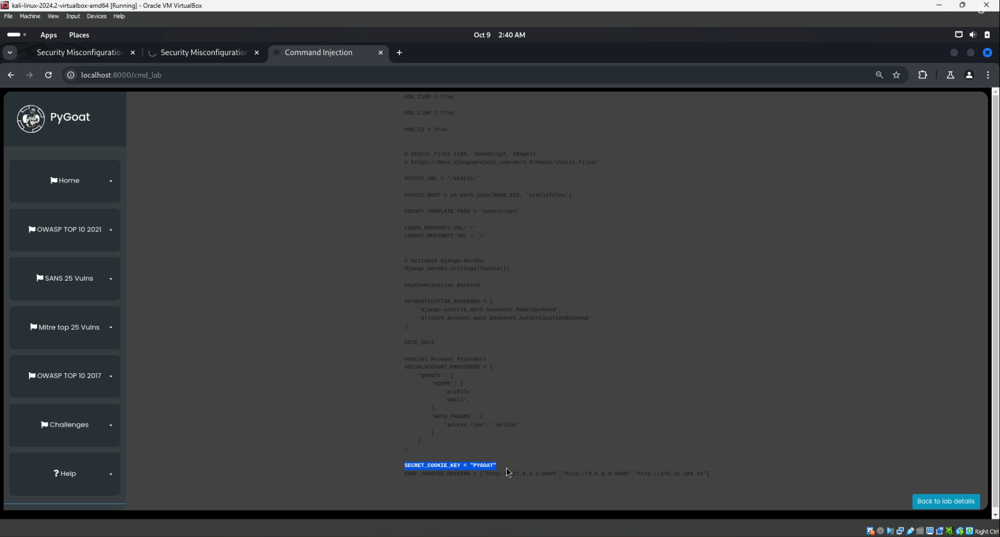 kali-linux-2024.2-virtualbox-amd64 [Running] - Oracle VM VirtualBox
File Machine View Input Devices Help
Apps Places Oct 9 2:40 AM
Security Misconfiguration Security Misconfiguration Command Injection
localhost:8000/cmd_lab
PyGoat
Home
OWASP TOP 10 2021
SANS 25 Vulns
Mitre top 25 Vulns
OWASP TOP 10 2017
Challenges
? Help
USE_I18N = True
USE_L10N = True
USE_TZ = True
# Static files (CSS, JavaScript, Images)
# https://docs.djangoproject.com/en/3.0/howto/static-files/
STATIC_URL = '/static/'
STATIC_ROOT = os.path.join(BASE_DIR, 'staticfiles')
CRISPY_TEMPLATE_PACK = 'bootstrap4'
LOGIN_REDIRECT_URL='/'
LOGOUT_REDIRECT_URL = '/'
# Activate Django-Heroku.
django_heroku.settings(locals())
#Authentication Backend
AUTHENTICATION_BACKENDS = [
'django.contrib.auth.backends.ModelBackend',
'allauth.account.auth_backends.AuthenticationBackend'
]
SITE_ID=3
#Social Account Providers
SOCIALACCOUNT_PROVIDERS = {
'google': {
'SCOPE': [
'profile',
'email',
],
'AUTH_PARAMS': {
'access_type': 'online',
}
}
}
SECRET_COOKIE_KEY = "PYGOAT"
CSRF_TRUSTED_ORIGINS = ["http: 27.0.0.1:8000","http://0.0.0.0:8000","http://172.16.189.10"]
Back to lab details
Right Ctrl